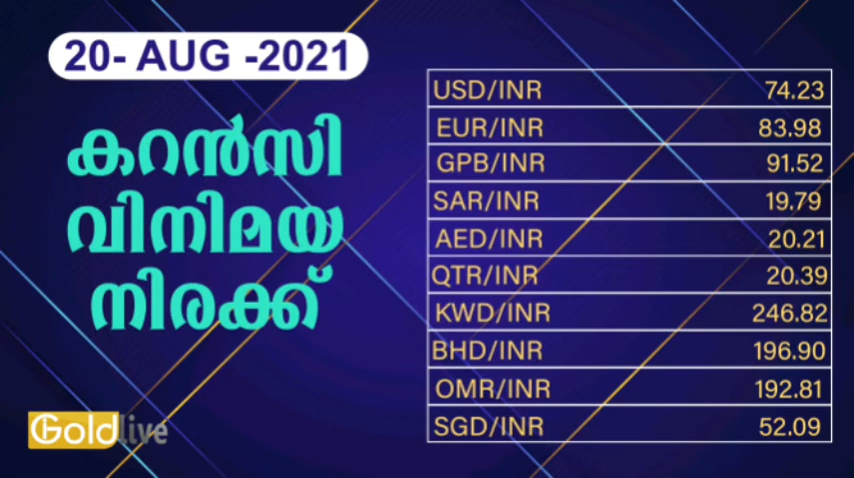 20- AUG -2021
കറൻസി
വിനിമയ
നിരക്ക്
USD/INR 74.23
EUR/INR 83.98
GPB/INR 91.52
SAR/INR 19.79
AED/INR 20.21
QTR/INR 20.39
KWD/INR 246.82
BHD/INR 196.90
OMR/INR 192.81
SGD/INR 52.09
Goldlive